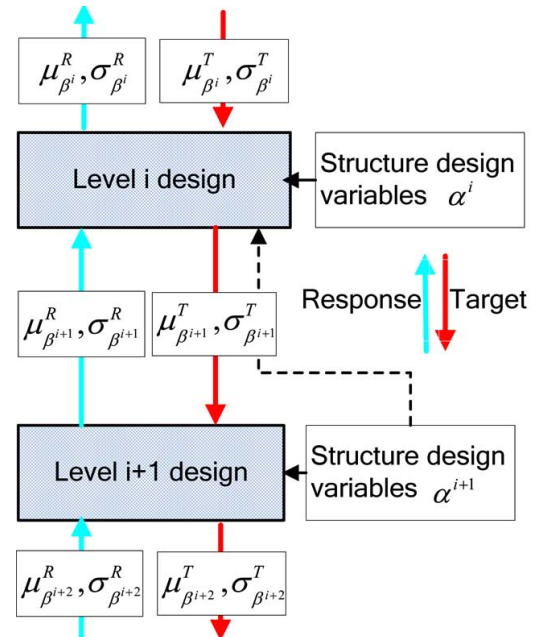 μ^R_{β^i}, σ^R_{β^i} μ^T_{β^i}, σ^T_{β^i}
Level i design
Structure design
variables α^i
Response Target
μ^R_{β^{i+1}}, σ^R_{β^{i+1}} μ^T_{β^{i+1}}, σ^T_{β^{i+1}}
Level i+1 design
Structure design
variables α^{i+1}
μ^R_{β^{i+2}}, σ^R_{β^{i+2}} μ^T_{β^{i+2}}, σ^T_{β^{i+2}}